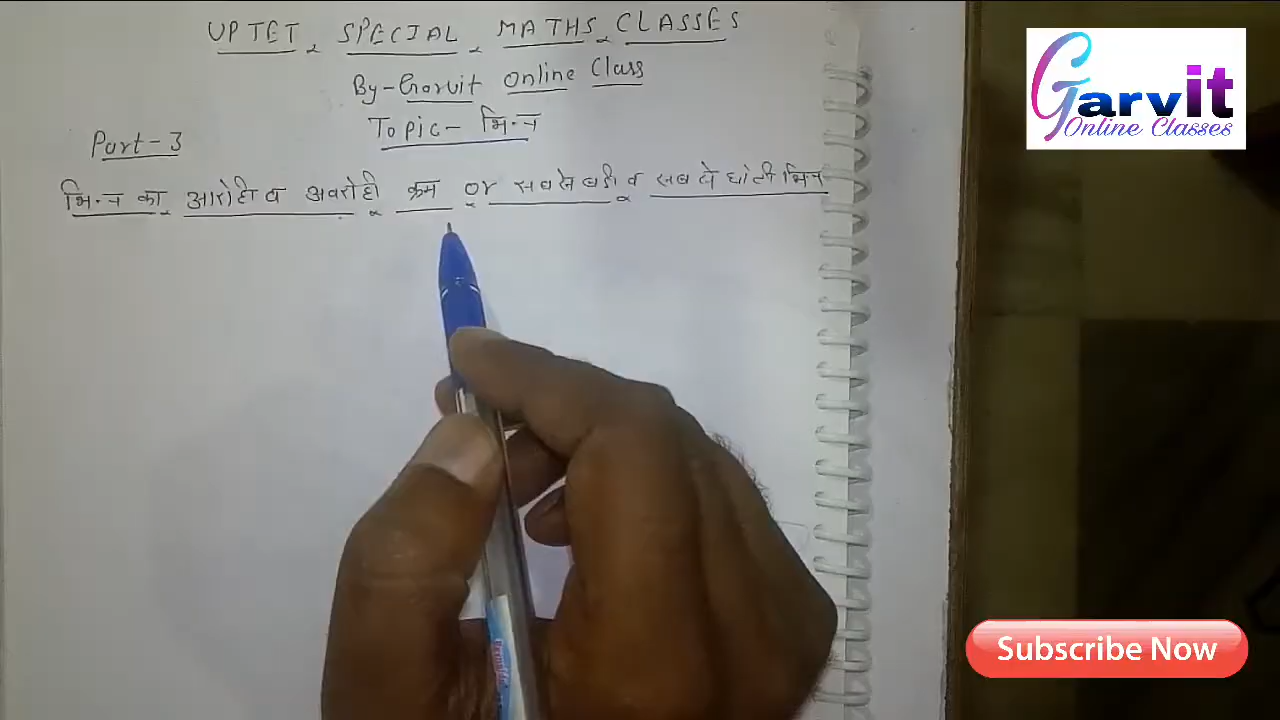 UPTET SPECIAL MATHS CLASSES
By-Garvit Online Class
Topic- भिन्न
Part-3
भिन्न का आरोही व अवरोही क्रम or सबसे बड़ी व सबसे छोटी भिन्न
Garvit
Online Classes
Subscribe Now